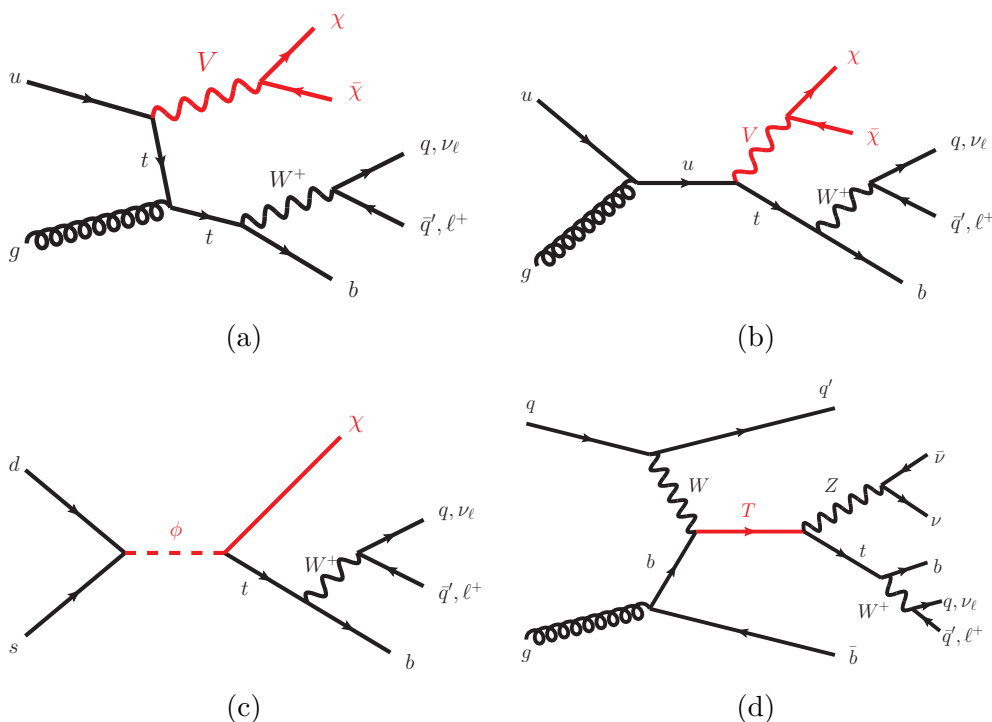 u
V
χ
χ̄
t
g
t
W⁺
q, ν_ℓ
q̄′, ℓ⁺
b
(a)
u
g
u
V
χ
χ̄
t
W⁺
q, ν_ℓ
q̄′, ℓ⁺
b
(b)
d
s
ϕ
χ
t
W⁺
q, ν_ℓ
q̄′, ℓ⁺
b
(c)
q
q′
W
T
Z
ν̄
ν
b
t
b
W⁺
q, ν_ℓ
q̄′, ℓ⁺
g
b̄
(d)